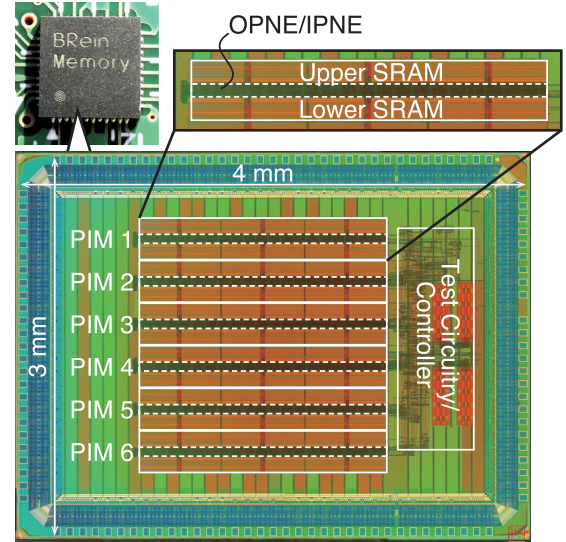 OPNE/IPNE
BRein
Memory
Upper SRAM
Lower SRAM
4 mm
3 mm
PIM 1
PIM 2
PIM 3
PIM 4
PIM 5
PIM 6
Test Circuitry/
Controller